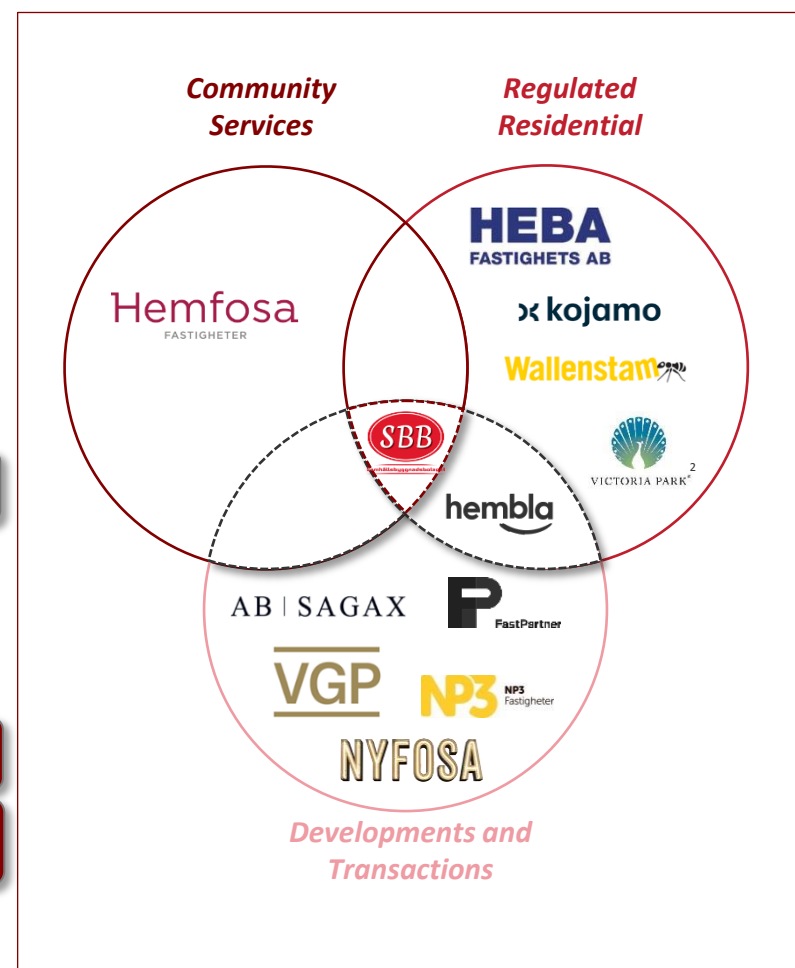 Community
Services
Regulated
Residential
HEBA
FASTIGHETS AB
Hemfosa
FASTIGHETER
kojamo
Wallenstam
SBB
VICTORIA PARK® 2
hembla
AB | SAGAX
FastPartner
VGP
NP3
NP3
Fastigheter
NYFOSA
Developments and
Transactions